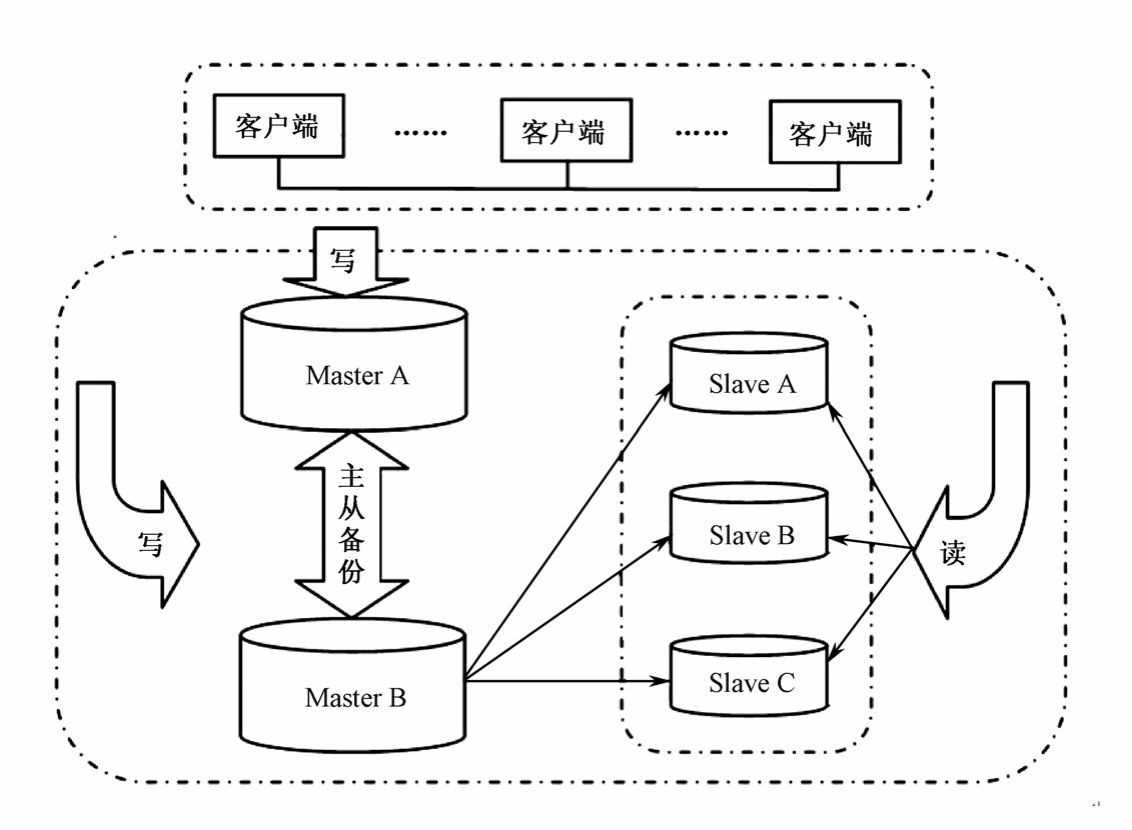 客户端 …… 客户端 …… 客户端
写
Master A
Slave A
主从备份
写
Slave B
读
Master B
Slave C